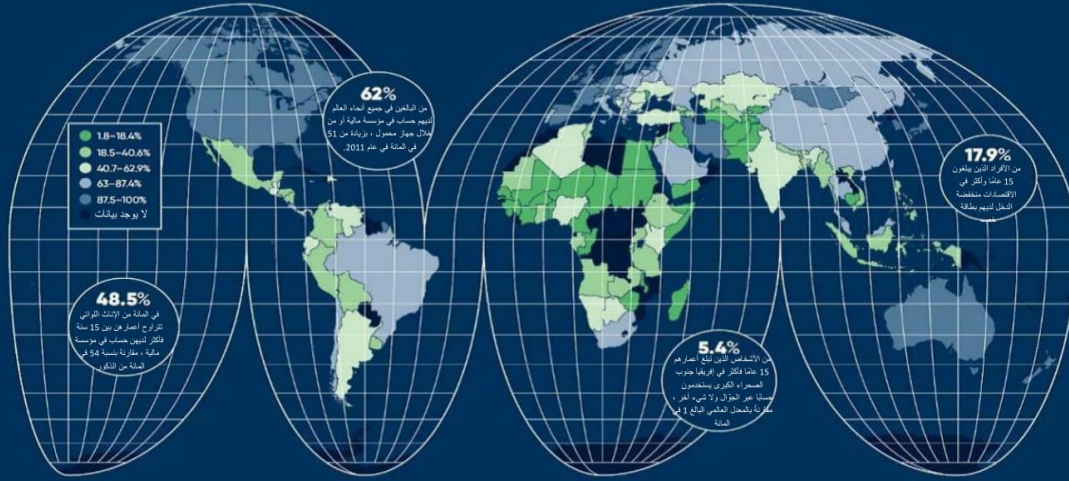 62%
من البالغين في جميع أنحاء العالم
لديهم حساب في مؤسسة مالية أو من
خلال جهاز محمول ، بزيادة من 51
في المائة في عام 2011.
1.8–18.4%
18.5–40.6%
40.7–62.9%
63–87.4%
87.5–100%
لا يوجد بيانات
17.9%
من الأفراد الذين يبلغون
15 عامًا وأكثر في
الاقتصادات منخفضة
الدخل لديهم بطاقة
48.5%
في المائة من الإناث اللواتي
تتراوح أعمارهن بين 15 سنة
فأكثر لديهن حساب في مؤسسة
مالية ، مقارنة بنسبة 54 في
المائة من الذكور
5.4%
من الأشخاص الذين تبلغ أعمارهم
15 عامًا فأكثر في إفريقيا جنوب
الصحراء الكبرى يستخدمون
حسابًا عبر الجوّال ولا شيء آخر ،
مقارنة بالمعدل العالمي البالغ 1 في
المائة